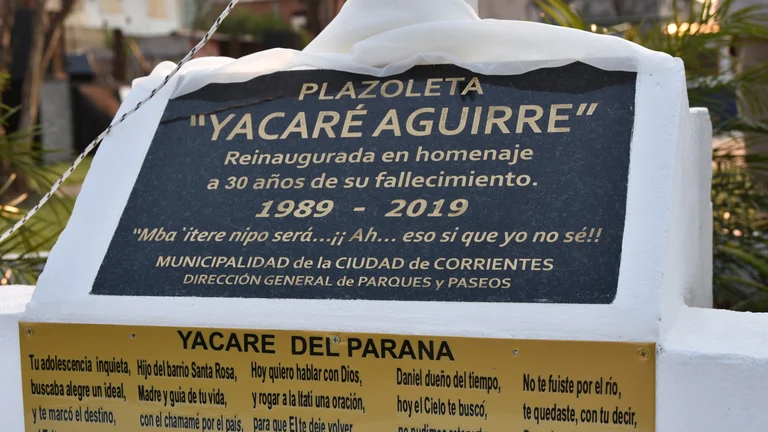 PLAZOLETA
"YACARÉ AGUIRRE"
Reinaugurada en homenaje
a 30 años de su fallecimiento.
1989 - 2019
"Mba´itere nipo será...¡¡ Ah... eso si que yo no sé!!
MUNICIPALIDAD de la CIUDAD de CORRIENTES
DIRECCIÓN GENERAL de PARQUES y PASEOS
YACARE DEL PARANA
Tu adolescencia inquieta,
buscaba alegre un ideal,
y te marcó el destino,
Hijo del barrio Santa Rosa,
Madre y guia de tu vida,
con el chamamé por el país,
Hoy quiero hablar con Dios,
y rogar a la Itatí una oración,
para que El te deje volver
Daniel dueño del tiempo,
hoy el Cielo te buscó,
no pudimos
No te fuiste por el río,
te quedaste, con tu decir,